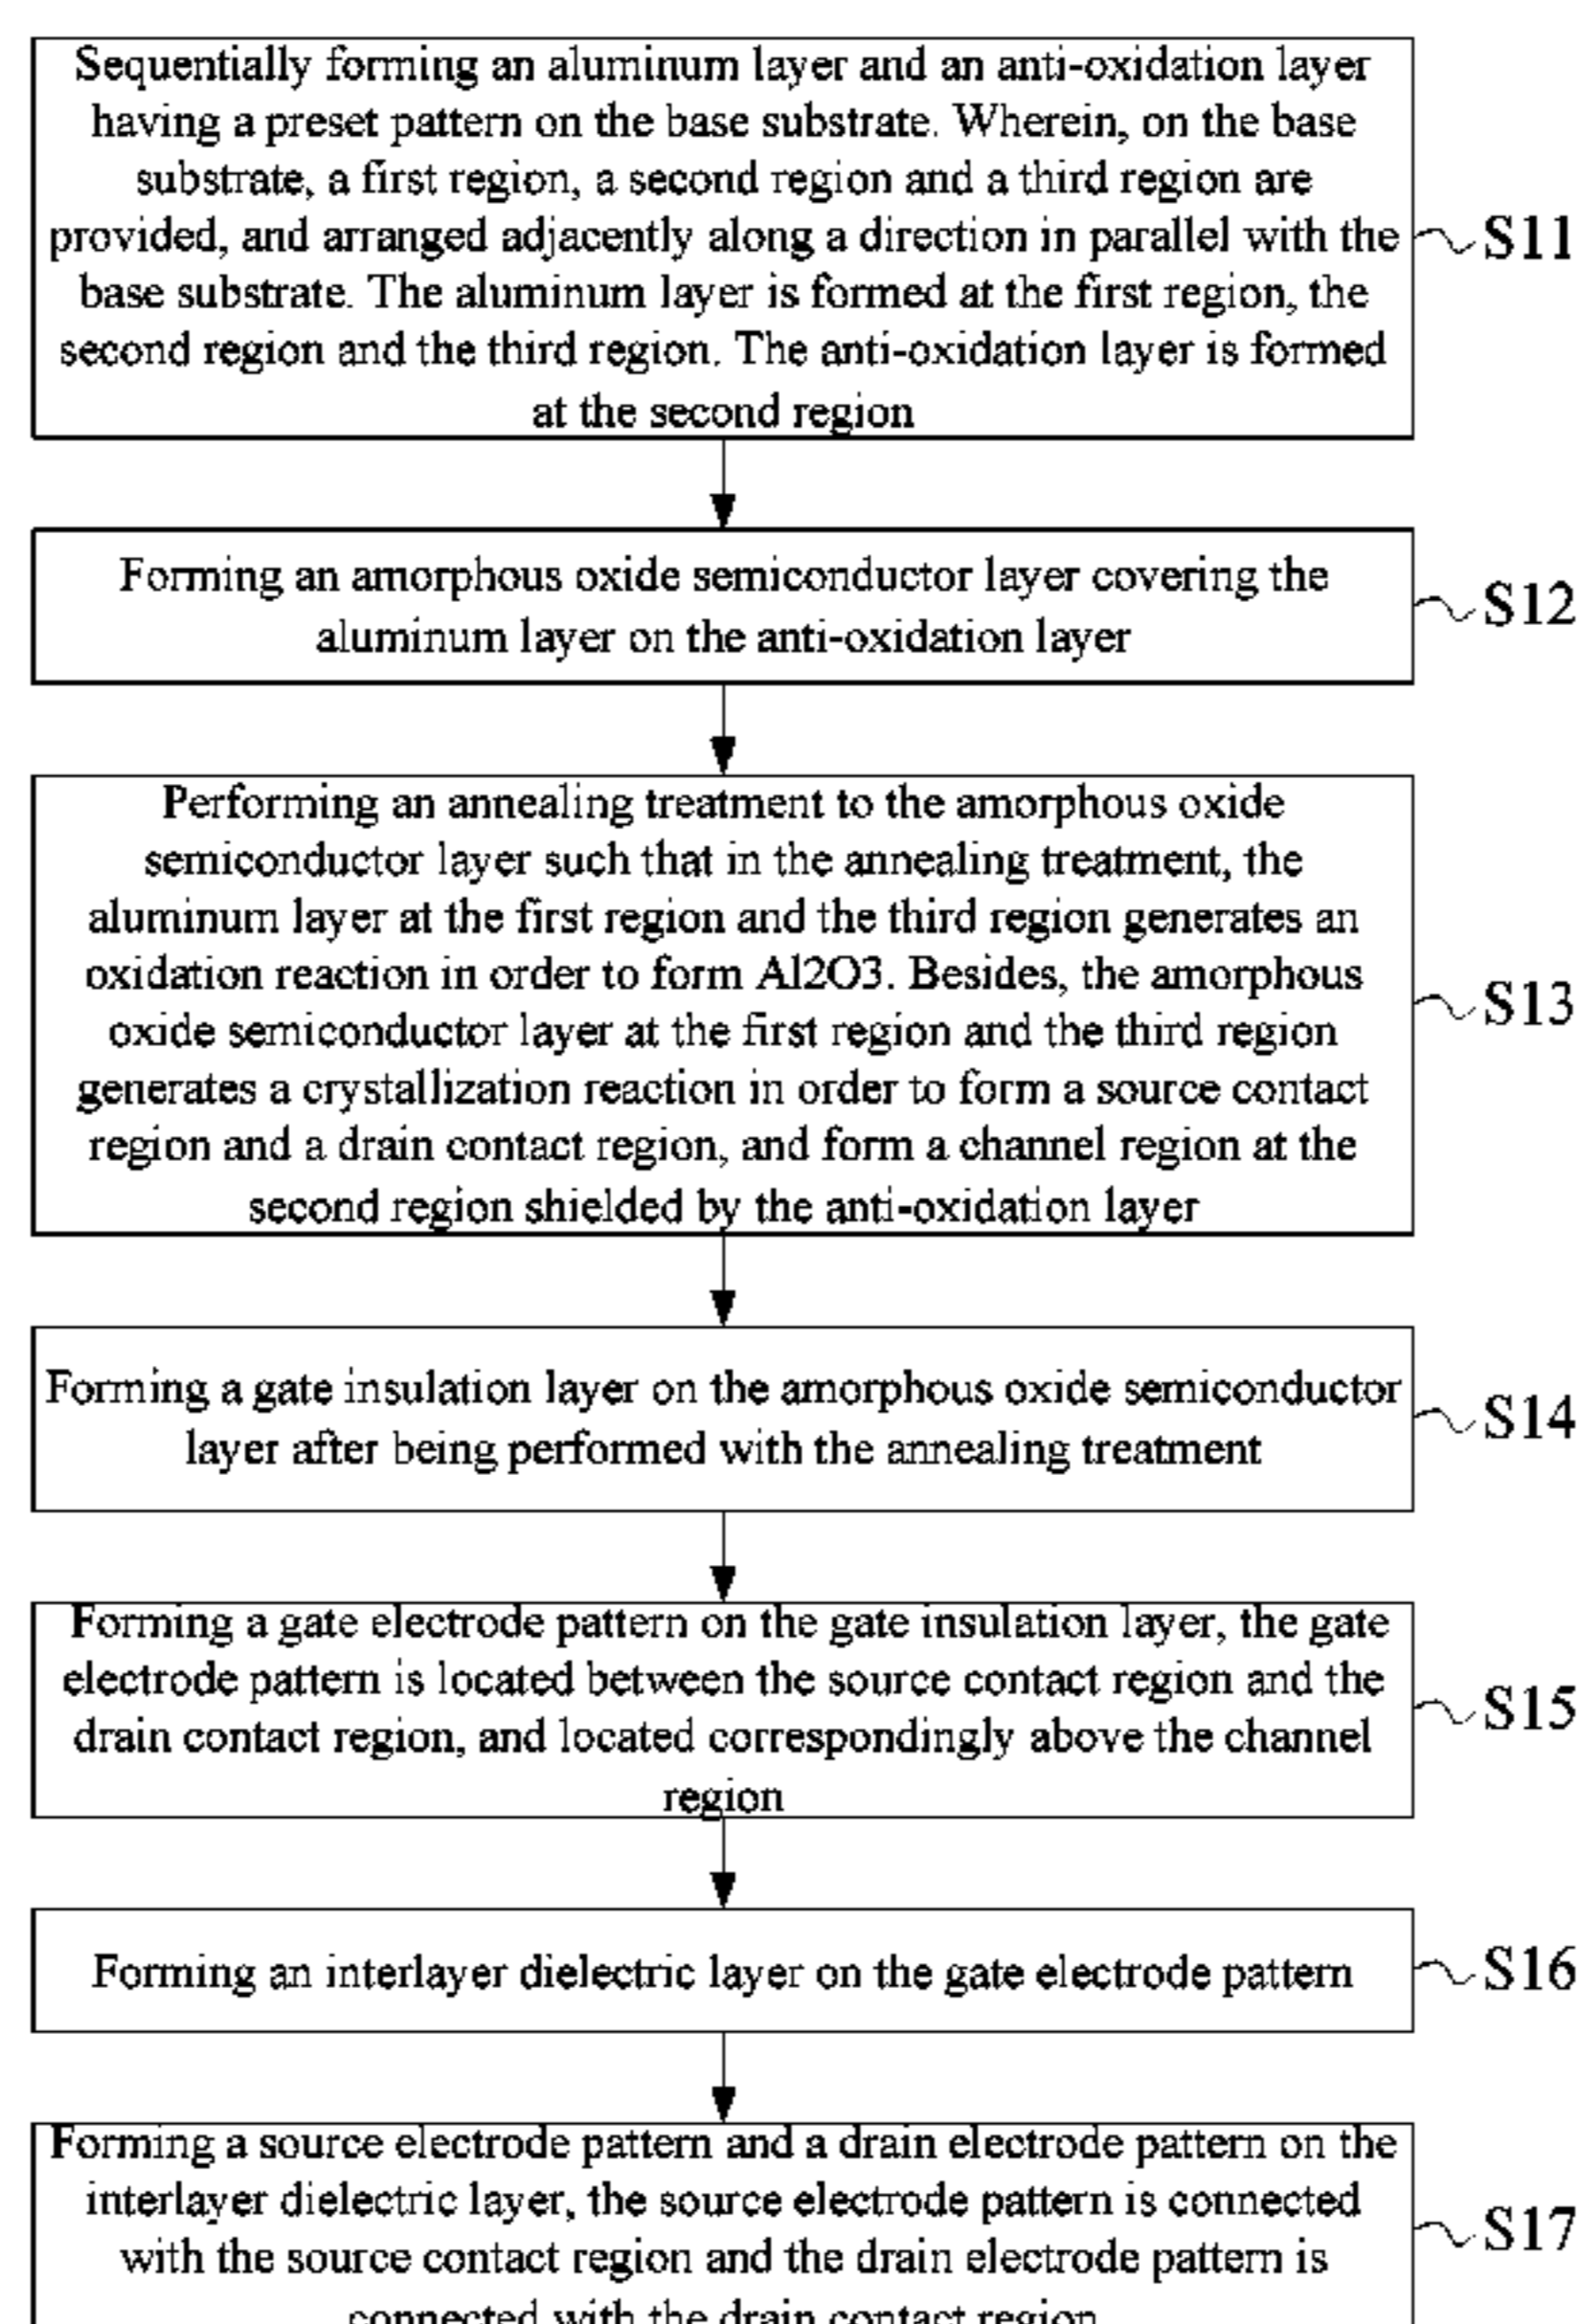 Sequentially forming an aluminum layer and an anti-oxidation layer
having a preset pattern on the base substrate. Wherein, on the base
substrate, a first region, a second region and a third region are
provided, and arranged adjacently along a direction in parallel with the
base substrate. The aluminum layer is formed at the first region, the
second region and the third region. The anti-oxidation layer is formed
at the second region
S11
Forming an amorphous oxide semiconductor layer covering the
aluminum layer on the anti-oxidation layer
S12
Performing an annealing treatment to the amorphous oxide
semiconductor layer such that in the annealing treatment, the
aluminum layer at the first region and the third region generates an
oxidation reaction in order to form Al2O3. Besides, the amorphous
oxide semiconductor layer at the first region and the third region
generates a crystallization reaction in order to form a source contact
region and a drain contact region, and form a channel region at the
second region shielded by the anti-oxidation layer
S13
Forming a gate insulation layer on the amorphous oxide semiconductor
layer after being performed with the annealing treatment
S14
Forming a gate electrode pattern on the gate insulation layer, the gate
electrode pattern is located between the source contact region and the
drain contact region, and located correspondingly above the channel
region
S15
Forming an interlayer dielectric layer on the gate electrode pattern
S16
Forming a source electrode pattern and a drain electrode pattern on the
interlayer dielectric layer, the source electrode pattern is connected
with the source contact region and the drain electrode pattern is
connected with the drain contact region
S17